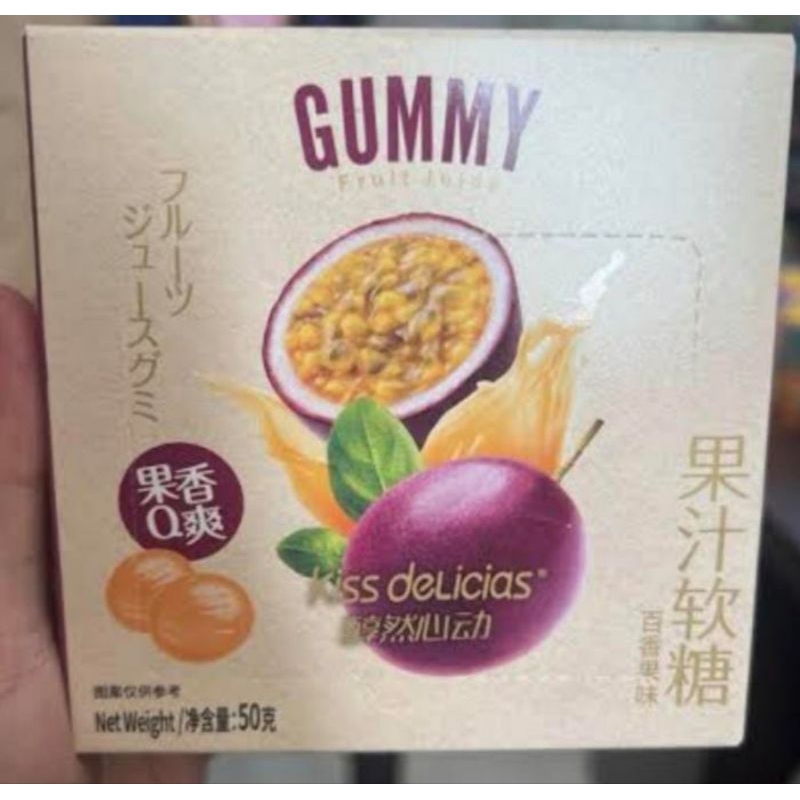 GUMMY
Fruit Juice
フルーツ
ジュースグミ
果香
Q爽
kiss deLicias®
醇然心动
果汁软糖
百香果味
图案仅供参考
Net Weight/净含量:50克